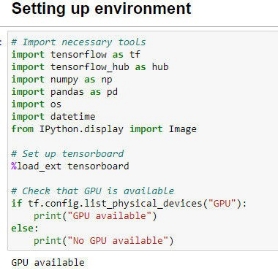 Setting up environment
# Import necessary tools
import tensorflow as tf
import tensorflow_hub as hub
import numpy as np
import pandas as pd
import os
import datetime
from IPython.display import Image
# Set up tensorboard
%load_ext tensorboard
# Check that GPU is available
if tf.config.list_physical_devices("GPU"):
    print("GPU available")
else:
    print("No GPU available")
GPU available